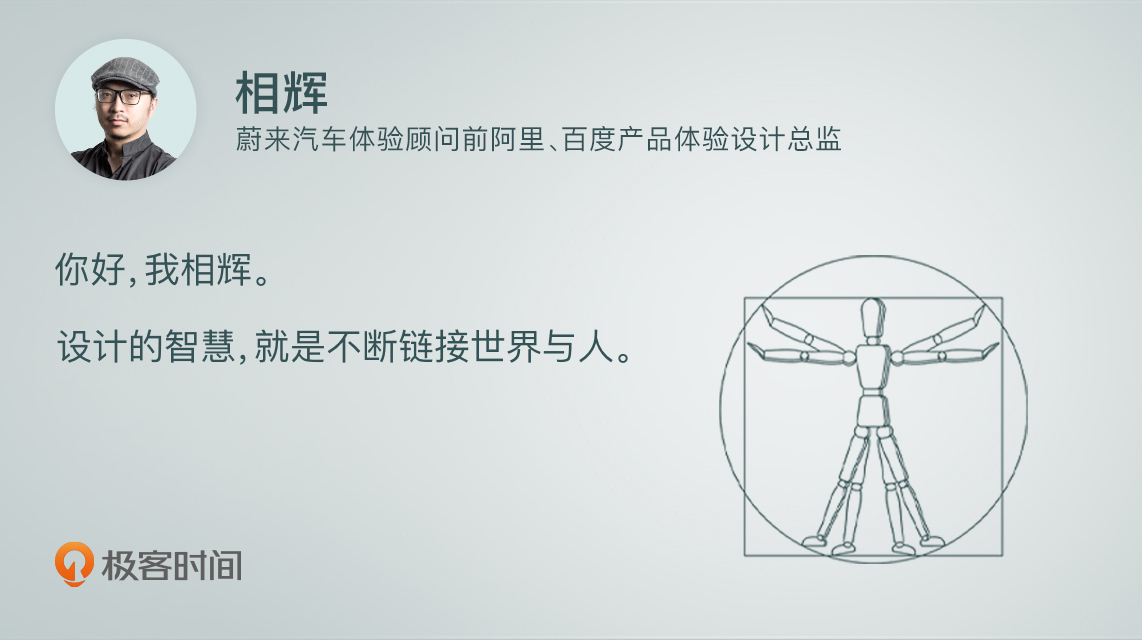 相辉
蔚来汽车体验顾问前阿里、百度产品体验设计总监
你好，我相辉。
设计的智慧，就是不断链接世界与人。
极客时间